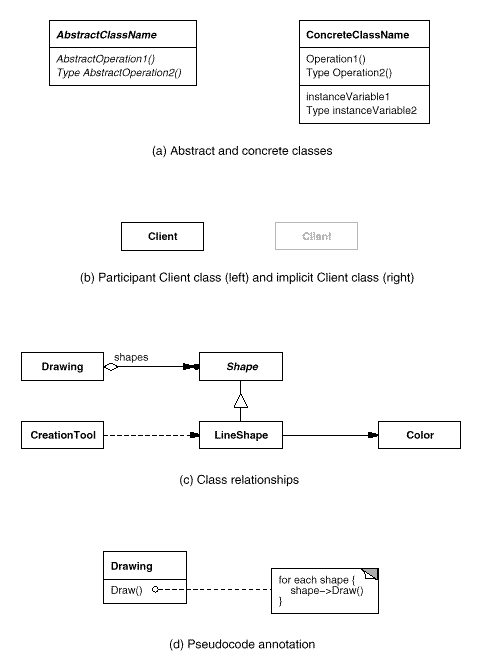 AbstractClassName
AbstractOperation1()
Type AbstractOperation2()
ConcreteClassName
Operation1()
Type Operation2()
instanceVariable1
Type instanceVariable2
(a) Abstract and concrete classes
Client
Client
(b) Participant Client class (left) and implicit Client class (right)
Drawing
shapes
Shape
CreationTool
LineShape
Color
(c) Class relationships
Drawing
Draw()
for each shape {
shape->Draw()
}
(d) Pseudocode annotation